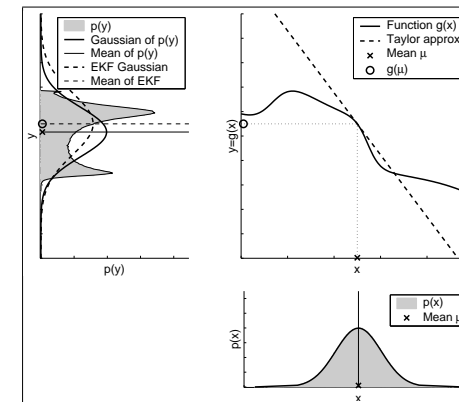 p(y)
Gaussian of p(y)
Mean of p(y)
EKF Gaussian
Mean of EKF
y
p(y)
Function g(x)
Taylor approx
Mean μ
g(μ)
y=g(x)
x
p(x)
Mean μ
p(x)
x